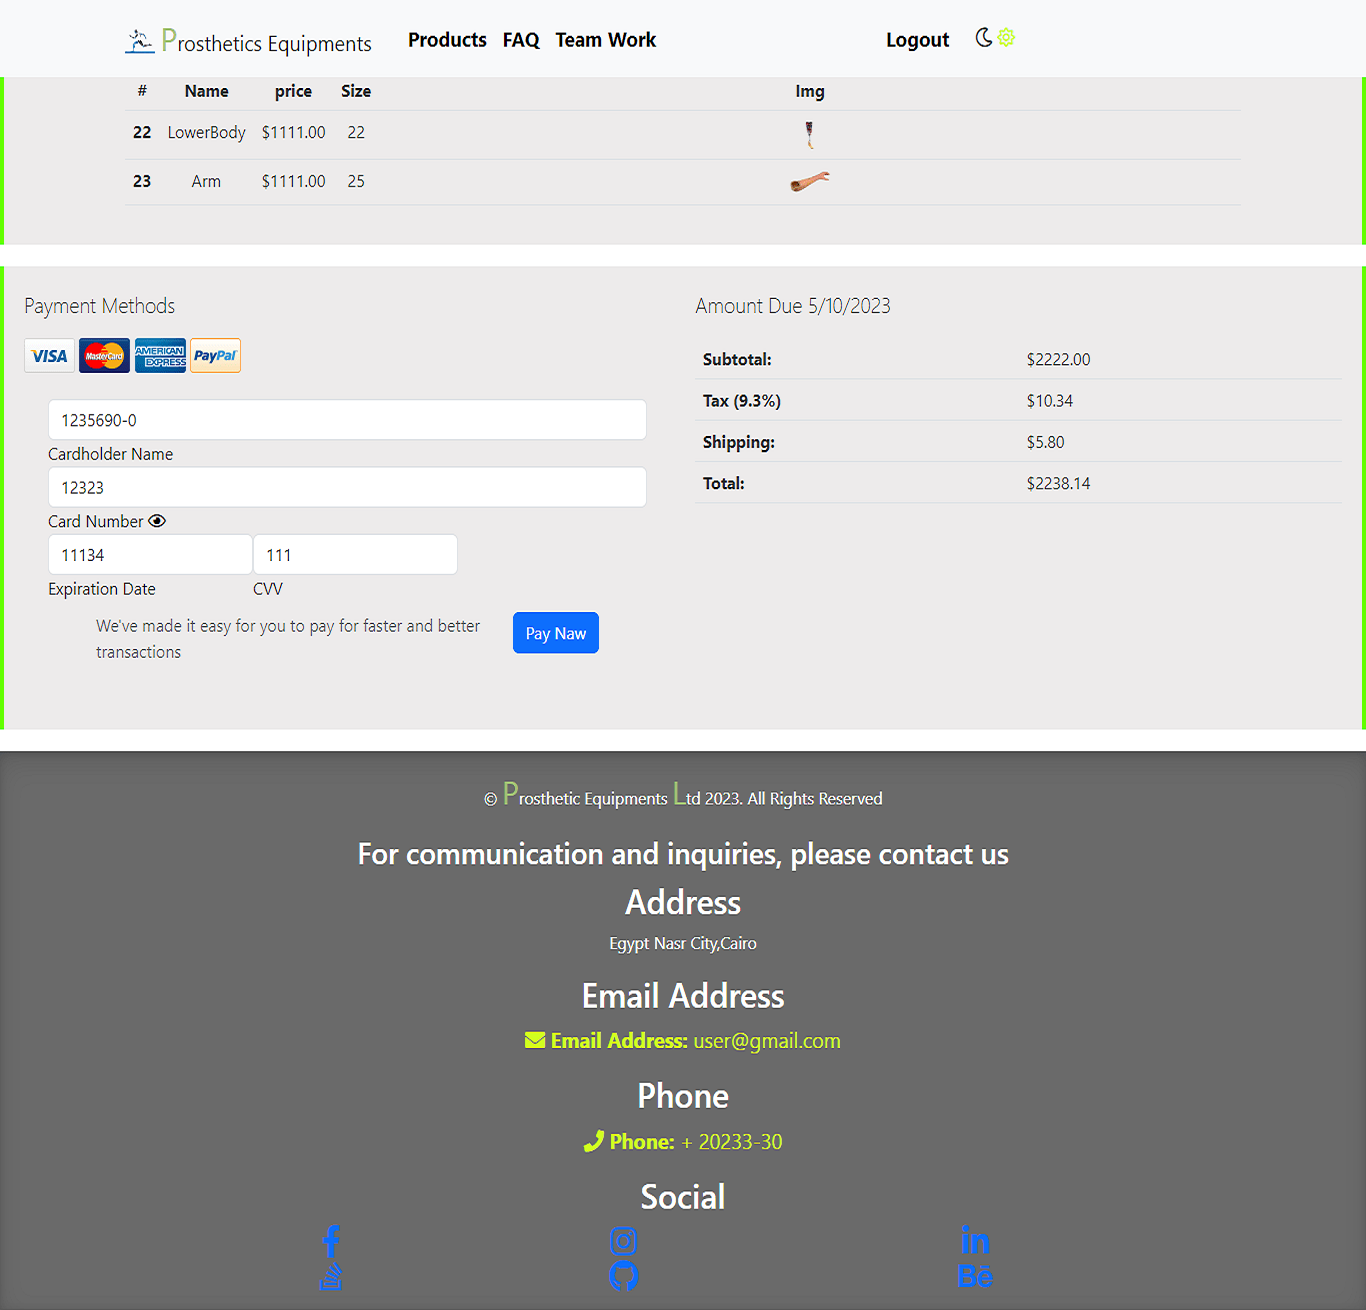 Prosthetics Equipments Products FAQ Team Work Logout
# Name price Size Img
22 LowerBody $1111.00 22
23 Arm $1111.00 25
Payment Methods
VISA MasterCard AMERICAN EXPRESS PayPal
1235690-0
Cardholder Name
12323
Card Number
11134 111
Expiration Date CVV
We've made it easy for you to pay for faster and better
transactions
Pay Naw
Amount Due 5/10/2023
Subtotal: $2222.00
Tax (9.3%) $10.34
Shipping: $5.80
Total: $2238.14
© Prosthetic Equipments Ltd 2023. All Rights Reserved
For communication and inquiries, please contact us
Address
Egypt Nasr City,Cairo
Email Address
Email Address: user@gmail.com
Phone
Phone: + 20233-30
Social
f in
Bē